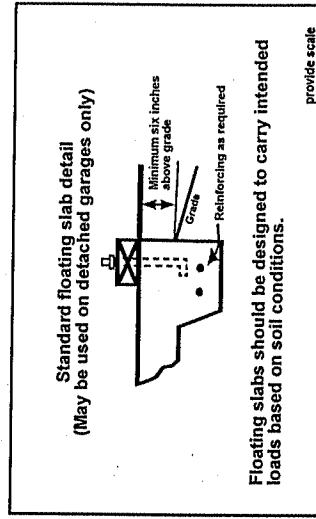 Standard floating slab detail
(May be used on detached garages only)
Minimum six inches
above grade
Grade
Reinforcing as required
Floating slabs should be designed to carry intended
loads based on soil conditions.
provide scale